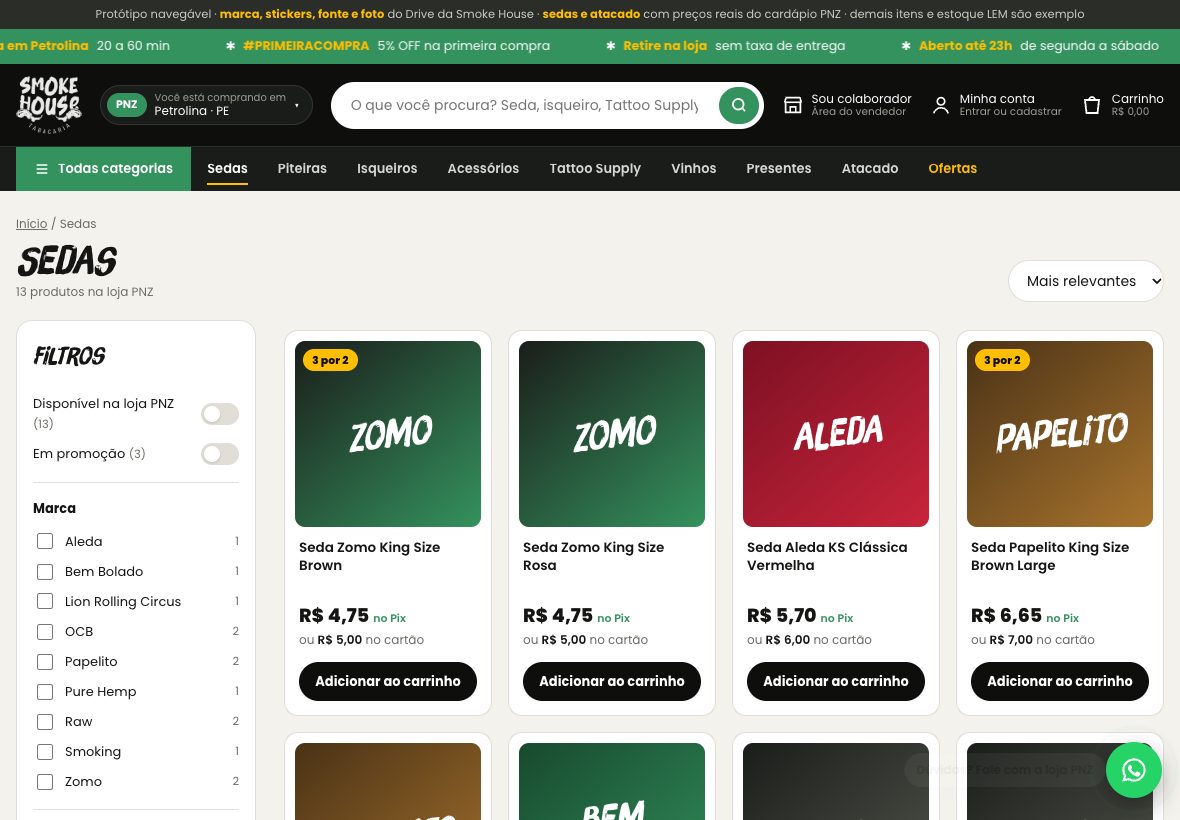 Protótipo navegável · marca, stickers, fonte e foto do Drive da Smoke House · sedas e atacado com preços reais do cardápio PNZ · demais itens e estoque LEM são exemplo
a em Petrolina 20 a 60 min ✱ #PRIMEIRACOMPRA 5% OFF na primeira compra ✱ Retire na loja sem taxa de entrega ✱ Aberto até 23h de segunda a sábado
SMOKE
HOUSE
TABACARIA
PNZ
Você está comprando em
Petrolina · PE
O que você procura? Seda, isqueiro, Tattoo Supply
Sou colaborador
Área do vendedor
Minha conta
Entrar ou cadastrar
Carrinho
R$ 0,00
☰ Todas categorias Sedas Piteiras Isqueiros Acessórios Tattoo Supply Vinhos Presentes Atacado Ofertas
Início / Sedas
SEDAS
13 produtos na loja PNZ
Mais relevantes
FILTROS
Disponível na loja PNZ
(13)
Em promoção (3)
Marca
Aleda 1
Bem Bolado 1
Lion Rolling Circus 1
OCB 2
Papelito 2
Pure Hemp 1
Raw 2
Smoking 1
Zomo 2
3 por 2
ZOMO
Seda Zomo King Size
Brown
R$ 4,75 no Pix
ou R$ 5,00 no cartão
Adicionar ao carrinho
ZOMO
Seda Zomo King Size
Rosa
R$ 4,75 no Pix
ou R$ 5,00 no cartão
Adicionar ao carrinho
ALEDA
Seda Aleda KS Clássica
Vermelha
R$ 5,70 no Pix
ou R$ 6,00 no cartão
Adicionar ao carrinho
3 por 2
PAPELITO
Seda Papelito King Size
Brown Large
R$ 6,65 no Pix
ou R$ 7,00 no cartão
Adicionar ao carrinho
BEM
Dúvidas? Fale com a loja PNZ